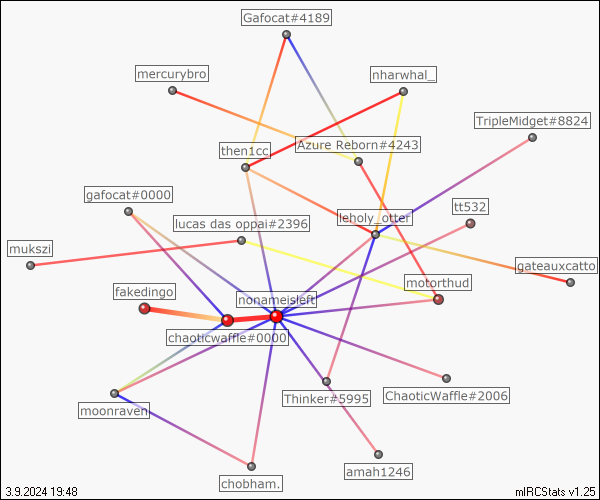 Gafocat#4189
mercurybro
nharwhal_
TripleMidget#8824
then1cc
Azure Reborn#4243
gafocat#0000
lucas das oppai#2396
leholy_otter
tt532
mukszi
gateauxcatto
motorthud
fakedingo
nonameisleft
chaoticwaffle#0000
Thinker#5995
ChaoticWaffle#2006
moonraven
amah1246
chobham.
3.9.2024 19:48
mIRCStats v1.25